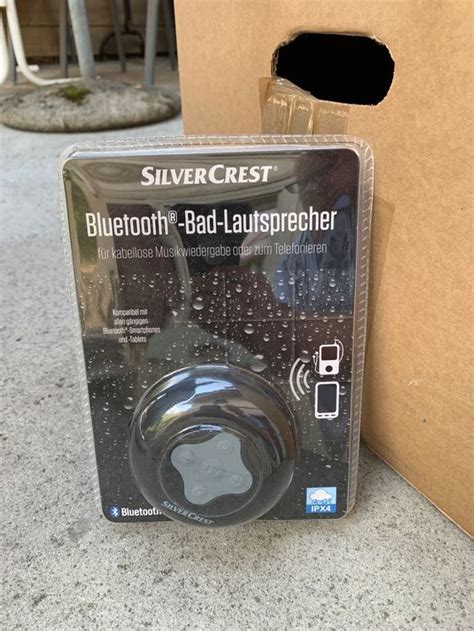 SILVERCREST®
Bluetooth®-Bad-Lautsprecher
für kabellose Musikwiedergabe oder zum Telefonieren
Kompatibel mit
allen gängigen
Bluetooth®-Smartphones
und -Tablets
Bluetooth
SILVERCREST
IPX4